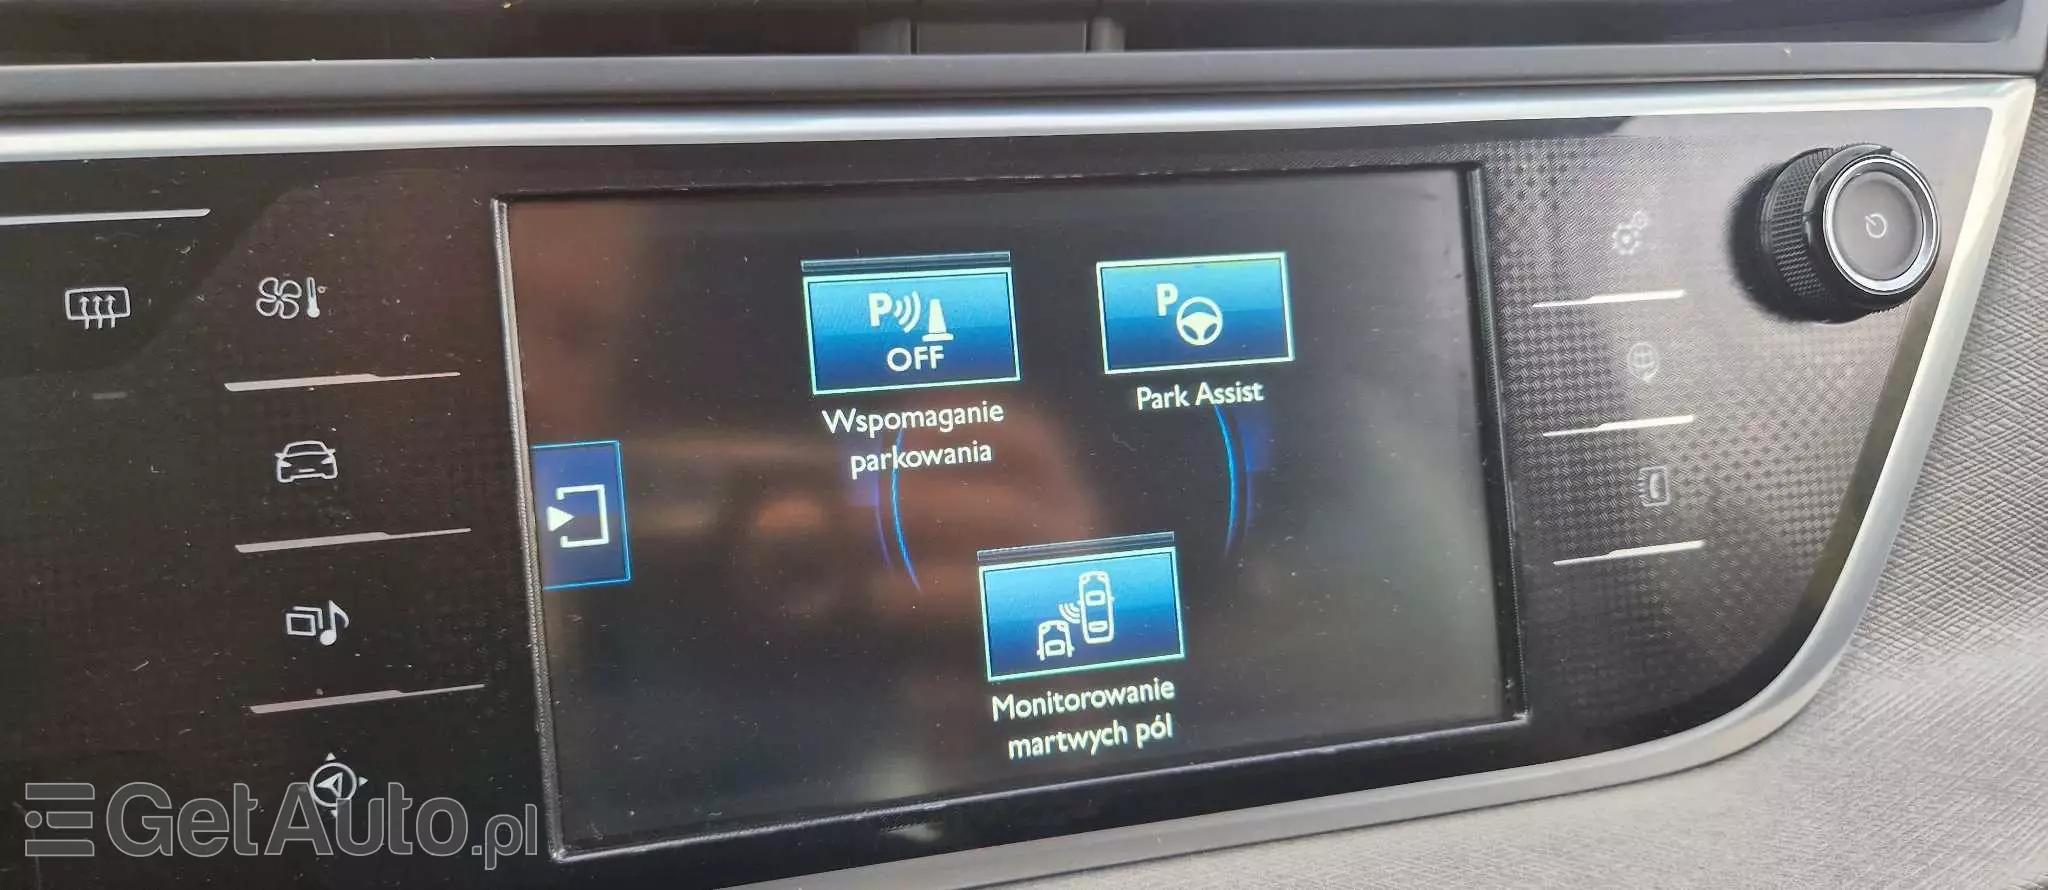 P
OFF
Wspomaganie
parkowania
P
Park Assist
Monitorowanie
martwych pól
GetAuto.pl